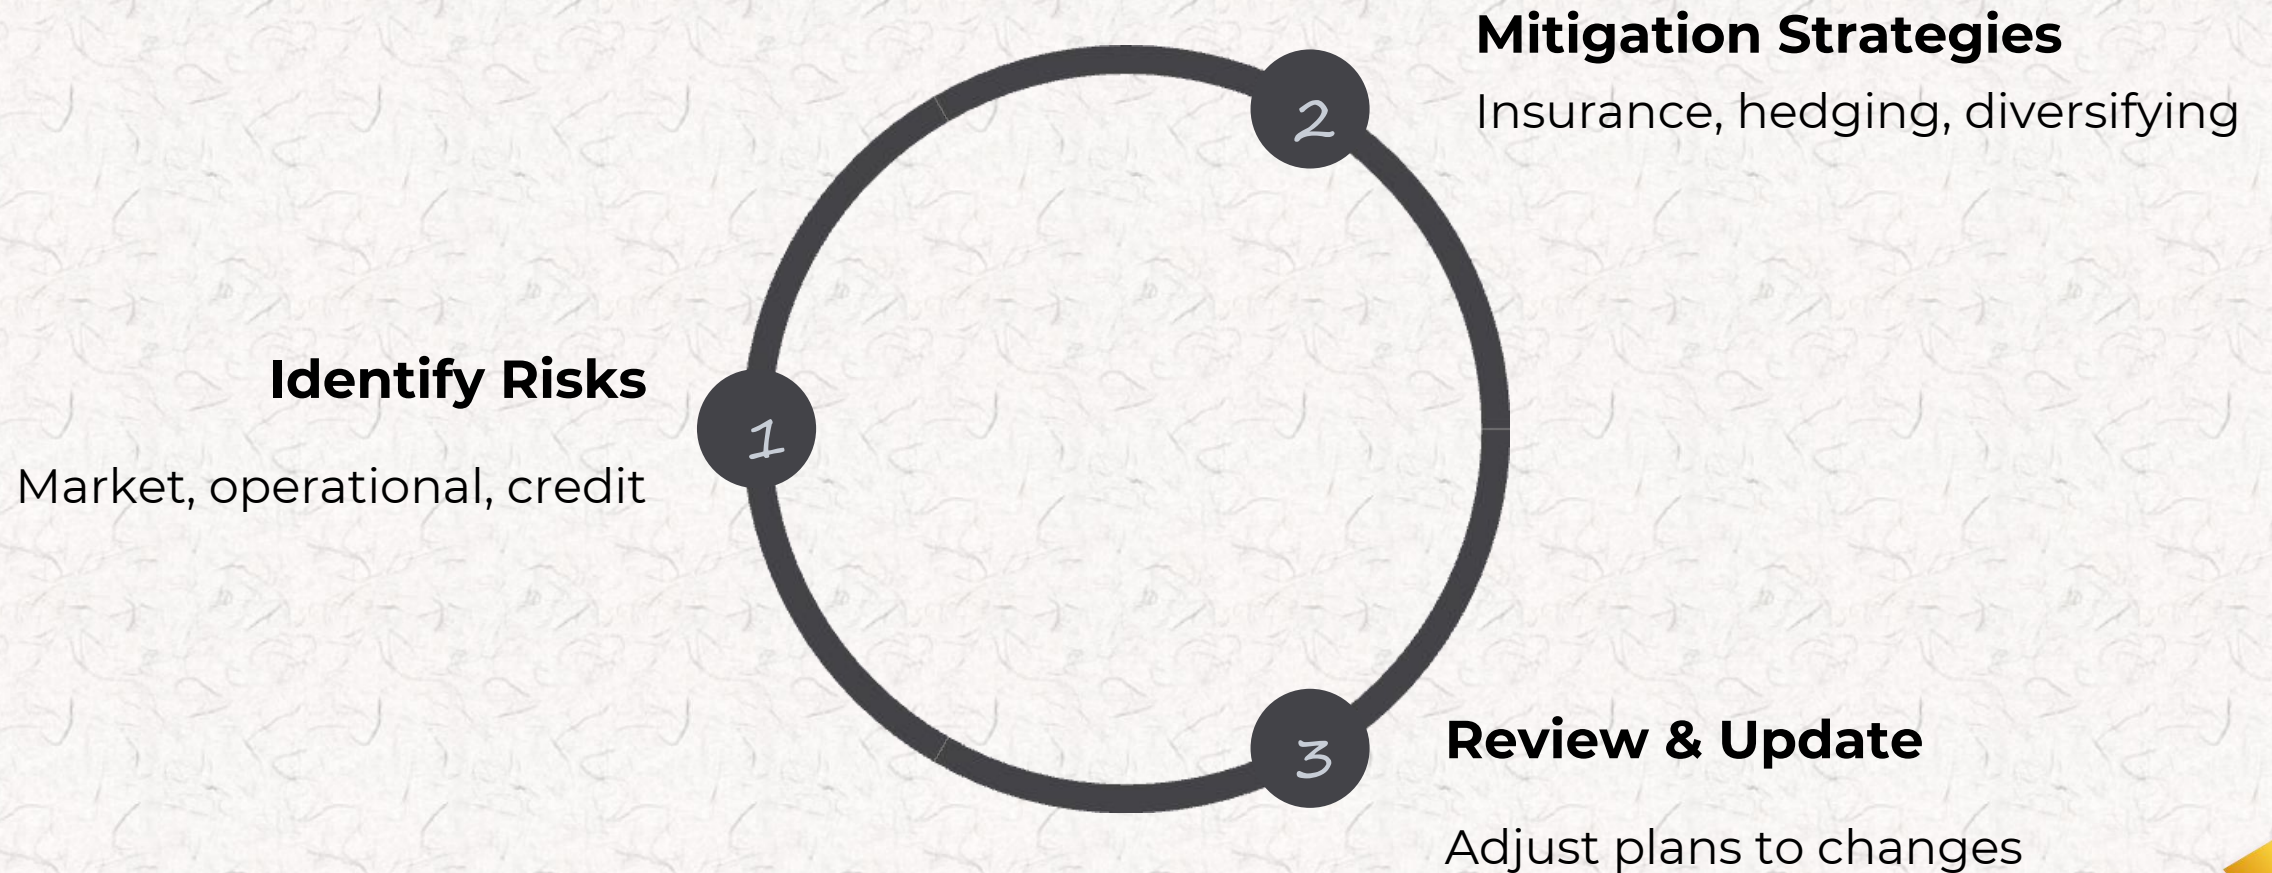 1
Identify Risks
Market, operational, credit
2
Mitigation Strategies
Insurance, hedging, diversifying
3
Review & Update
Adjust plans to changes